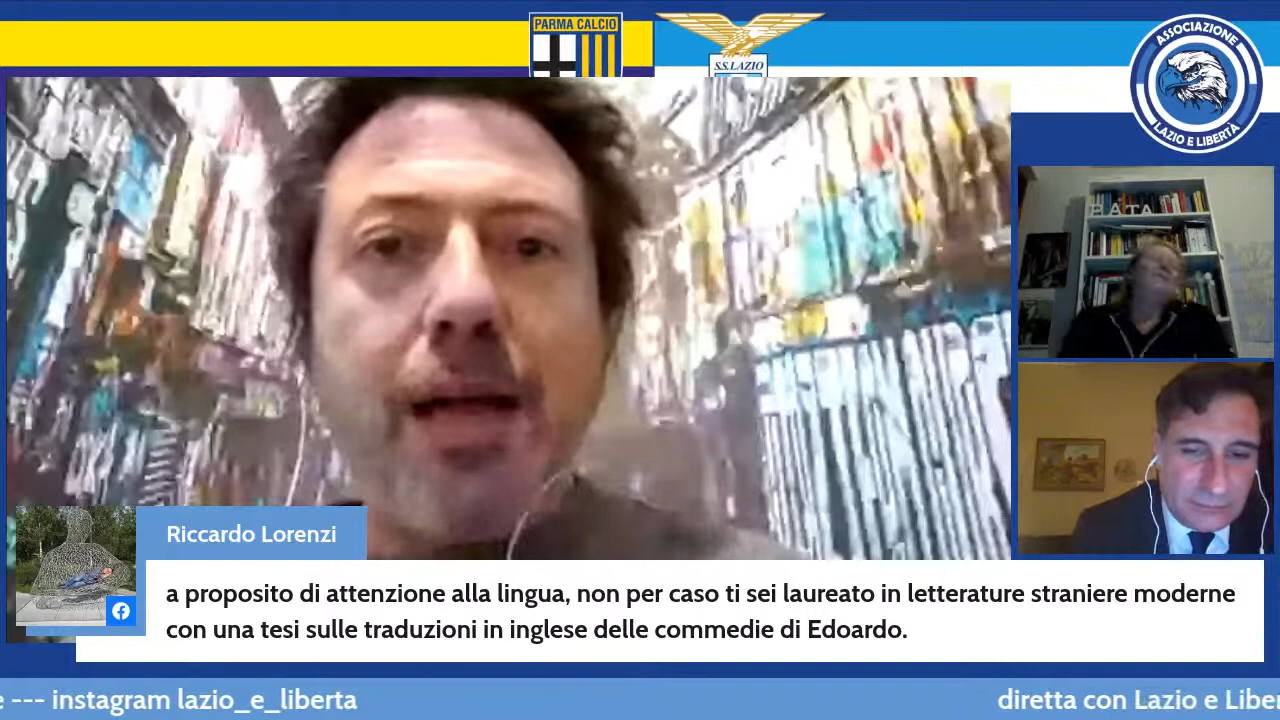 PARMA CALCIO
S.S.LAZIO
ASSOCIAZIONE
LAZIO E LIBERTÀ
BATA
Riccardo Lorenzi
a proposito di attenzione alla lingua, non per caso ti sei laureato in letterature straniere moderne
con una tesi sulle traduzioni in inglese delle commedie di Edoardo.
e --- instagram lazio_e_liberta
diretta con Lazio e Liber